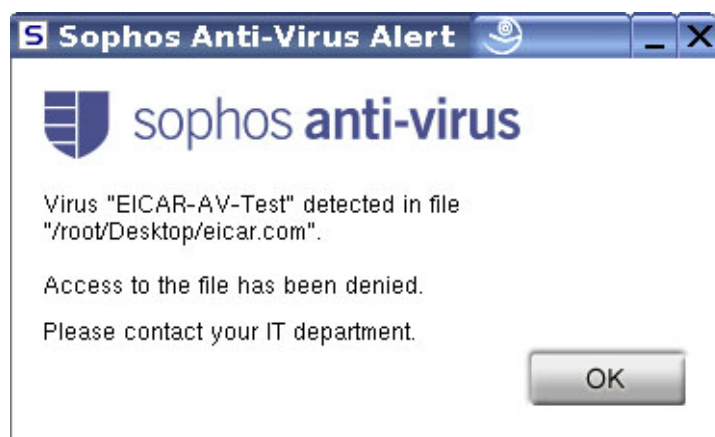 S Sophos Anti-Virus Alert
sophos anti-virus
Virus "EICAR-AV-Test" detected in file
"/root/Desktop/eicar.com".
Access to the file has been denied.
Please contact your IT department.
OK